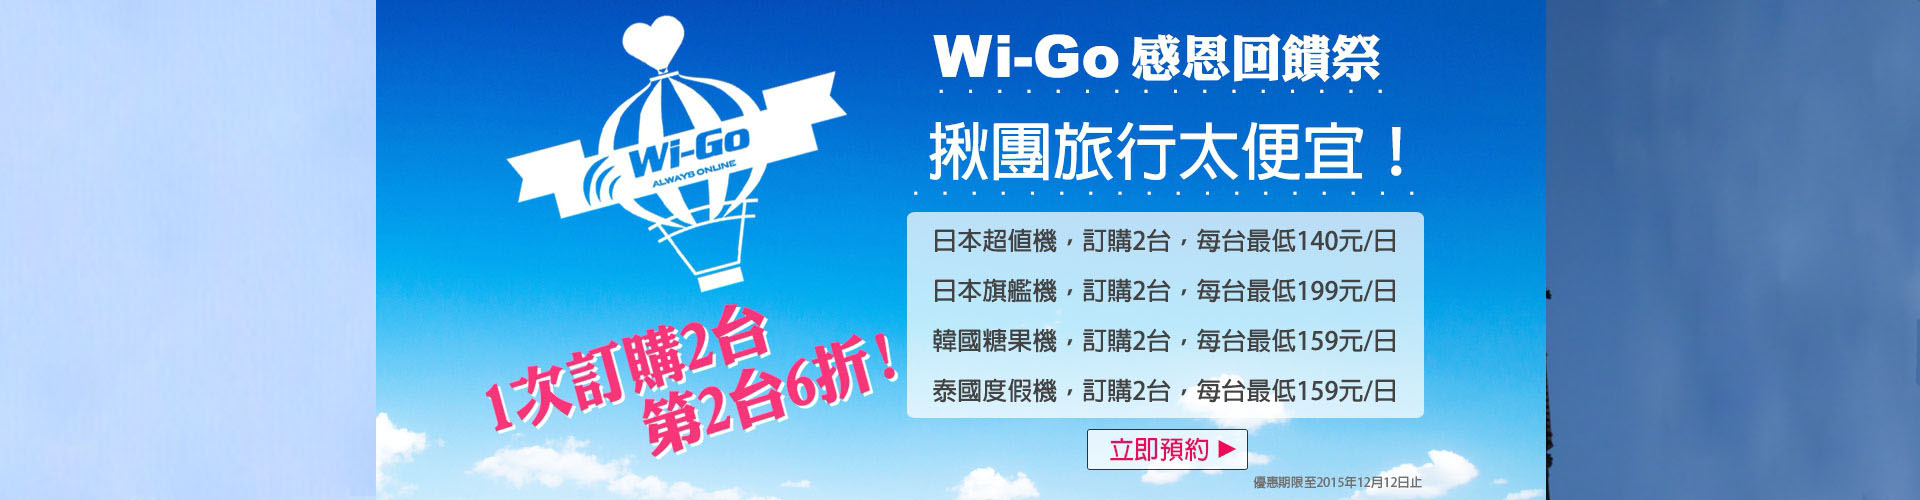 Wi-Go
ALWAYS ONLINE
1次訂購2台
第2台6折!
Wi-Go 感恩回饋祭
揪團旅行太便宜！
日本超值機，訂購2台，每台最低140元/日
日本旗艦機，訂購2台，每台最低199元/日
韓國糖果機，訂購2台，每台最低159元/日
泰國度假機，訂購2台，每台最低159元/日
立即預約 ▶
優惠期限至2015年12月12日止